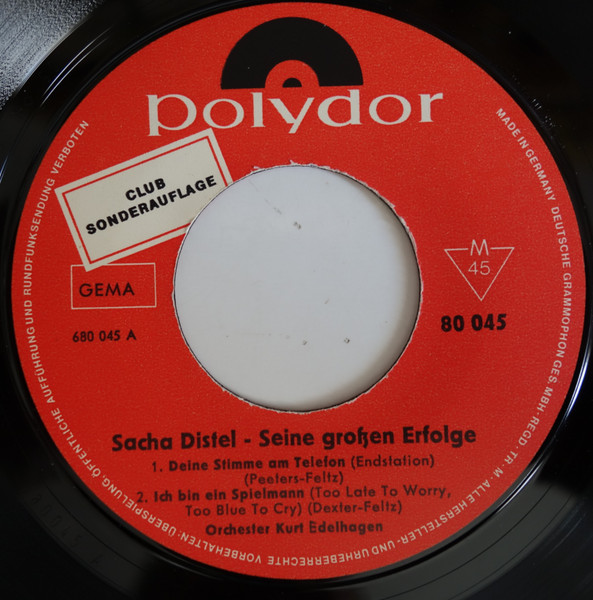 polydor
CLUB
SONDERAUFLAGE
GEMA
680 045 A
M
45
80 045
Sacha Distel - Seine großen Erfolge
1. Deine Stimme am Telefon (Endstation)
(Peeters-Feltz)
2. Ich bin ein Spielmann (Too Late To Worry,
Too Blue To Cry) (Dexter-Feltz)
Orchester Kurt Edelhagen
MADE IN GERMANY DEUTSCHE GRAMMOPHON GES. MBH - REGD. TR. M. - ALLE HERSTELLER- UND URHEBERRECHTE VORBEHALTEN · ÜBERSPIELUNG, ÖFFENTLICHE AUFFÜHRUNG UND RUNDFUNKSENDUNG VERBOTEN